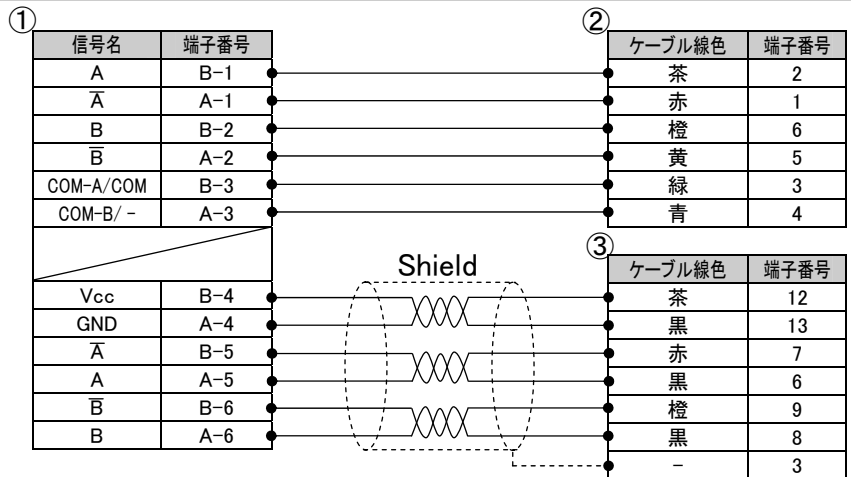 ① ②
信号名 端子番号 ケーブル線色 端子番号
A B-1 茶 2
A̅ A-1 赤 1
B B-2 橙 6
B̅ A-2 黄 5
COM-A/COM B-3 緑 3
COM-B/- A-3 青 4
③
Shield ケーブル線色 端子番号
Vcc B-4 茶 12
GND A-4 黒 13
A̅ B-5 赤 7
A A-5 黒 6
B̅ B-6 橙 9
B A-6 黒 8
- 3